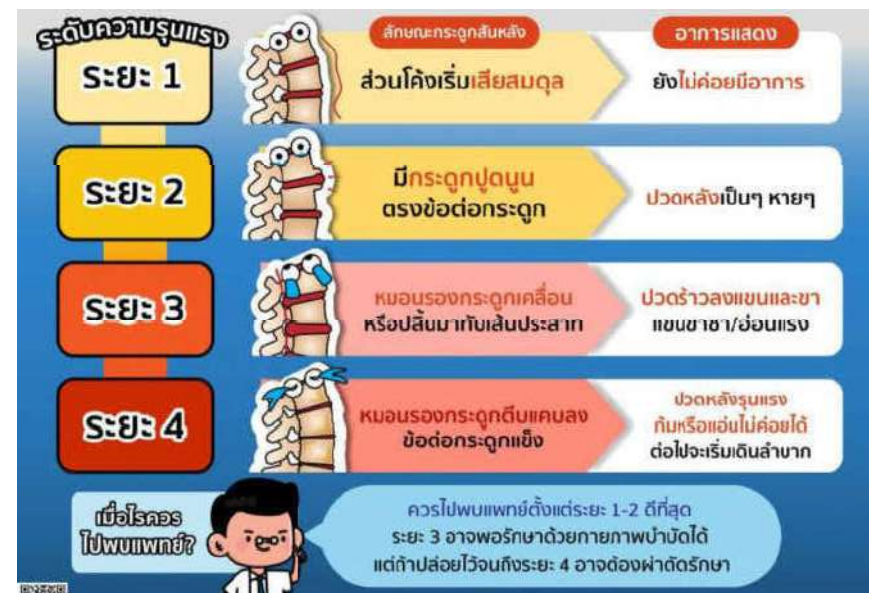 ระดับความรุนแรง
ลักษณะกระดูกสันหลัง
อาการแสดง
ระยะ 1
ส่วนโค้งเริ่มเสียสมดุล
ยังไม่ค่อยมีอาการ
ระยะ 2
มีกระดูกปูดนูน
ตรงข้อต่อกระดูก
ปวดหลังเป็นๆ หายๆ
ระยะ 3
หมอนรองกระดูกเคลื่อน
หรือปลิ้นมาทับเส้นประสาท
ปวดร้าวลงแขนและขา
แขนขาชา/อ่อนแรง
ระยะ 4
หมอนรองกระดูกตีบแคบลง
ข้อต่อกระดูกแข็ง
ปวดหลังรุนแรง
ก้มหรือแอ่นไม่ค่อยได้
ต่อไปจะเริ่มเดินลำบาก
เมื่อไรควร
ไปพบแพทย์?
ควรไปพบแพทย์ตั้งแต่ระยะ 1-2 ดีที่สุด
ระยะ 3 อาจพอรักษาด้วยกายภาพบำบัดได้
แต่ถ้าปล่อยไว้จนถึงระยะ 4 อาจต้องผ่าตัดรักษา